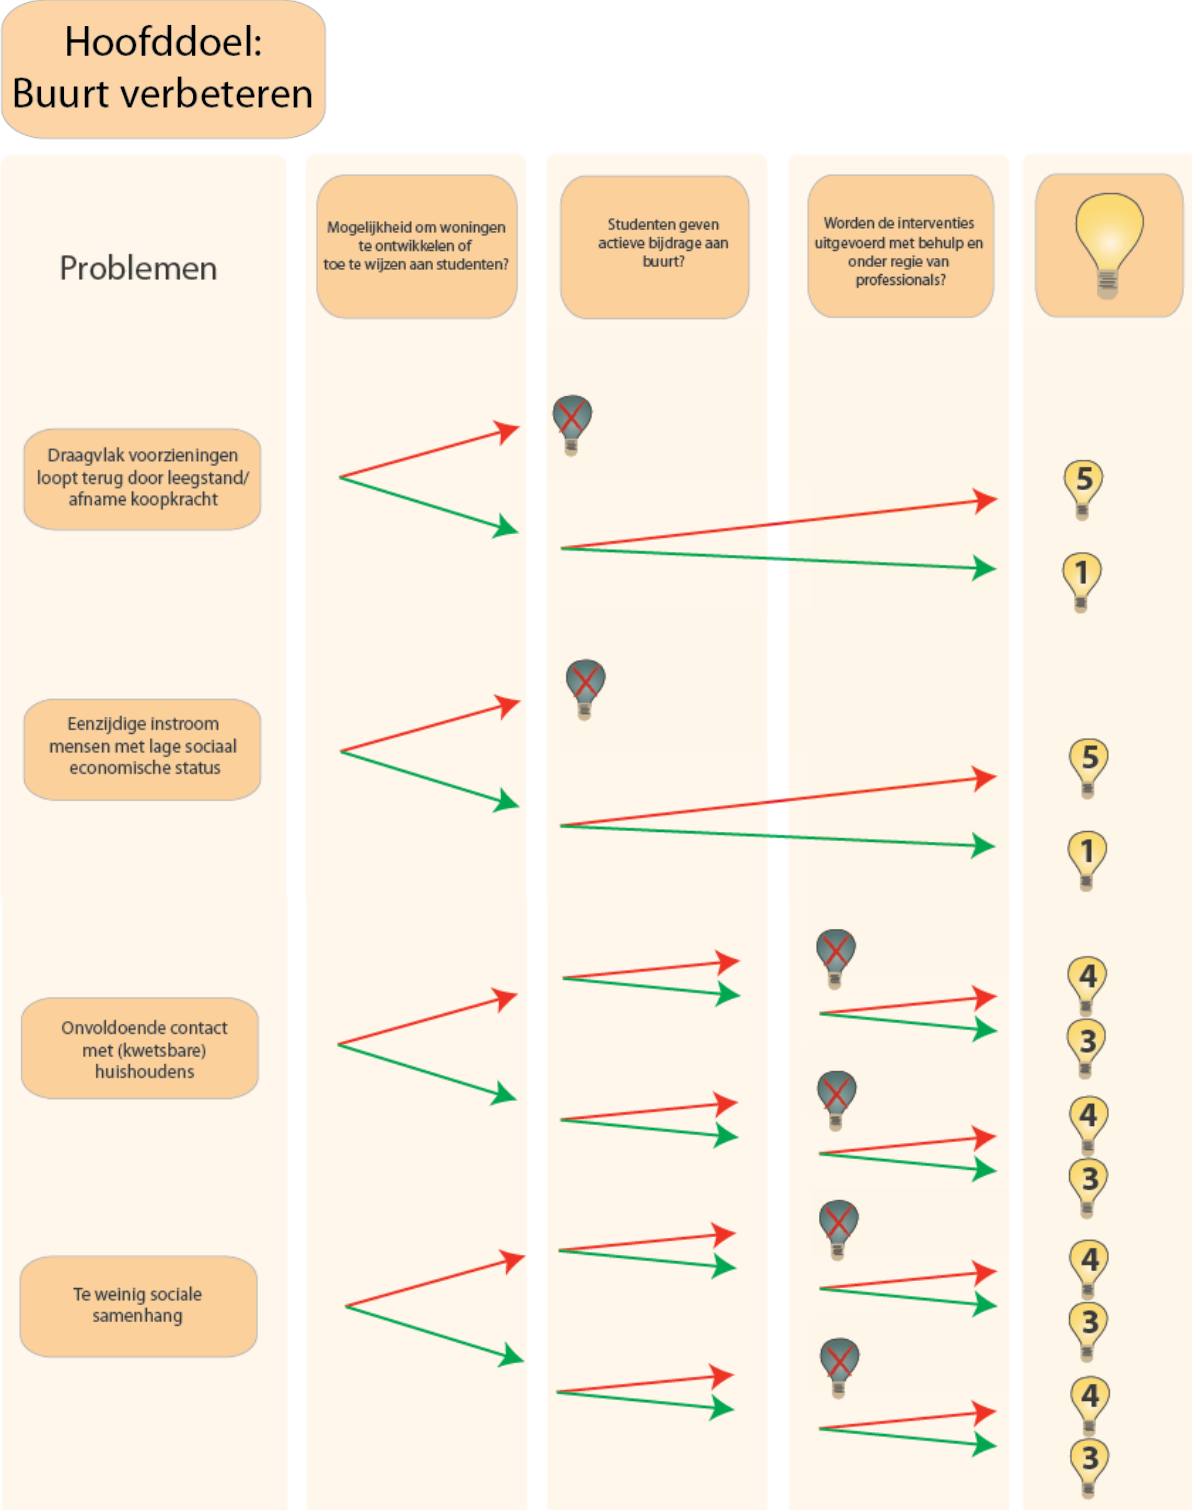 Hoofddoel:
Buurt verbeteren
Problemen
Mogelijkheid om woningen
te ontwikkelen of
toe te wijzen aan studenten?
Studenten geven
actieve bijdrage aan
buurt?
Worden de interventies
uitgevoerd met behulp en
onder regie van
professionals?
Draagvlak voorzieningen
loopt terug door leegstand/
afname koopkracht
5
1
Eenzijdige instroom
mensen met lage sociaal
economische status
5
1
Onvoldoende contact
met (kwetsbare)
huishoudens
4
3
4
3
Te weinig sociale
samenhang
4
3
4
3